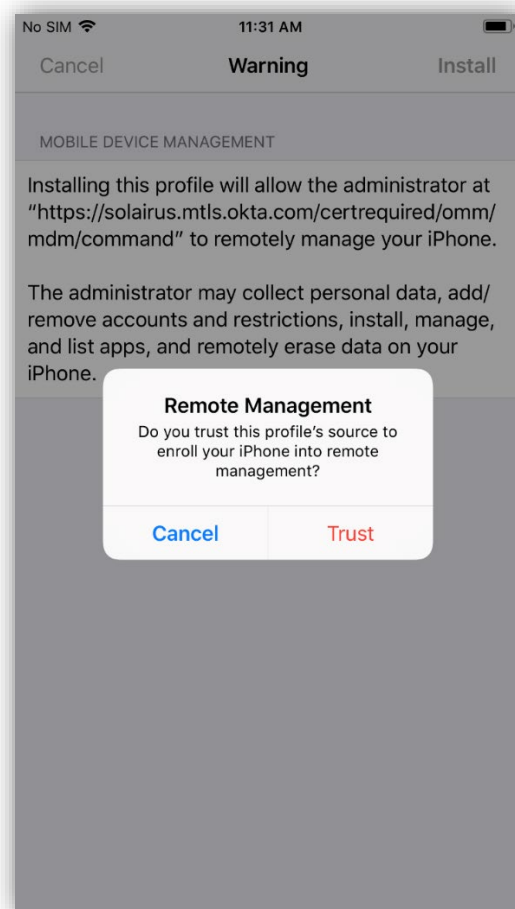 No SIM 11:31 AM
Cancel Warning Install
MOBILE DEVICE MANAGEMENT
Installing this profile will allow the administrator at
“https://solairus.mtls.okta.com/certrequired/omm/
mdm/command” to remotely manage your iPhone.
The administrator may collect personal data, add/
remove accounts and restrictions, install, manage,
and list apps, and remotely erase data on your
iPhone.
Remote Management
Do you trust this profile’s source to
enroll your iPhone into remote
management?
Cancel Trust